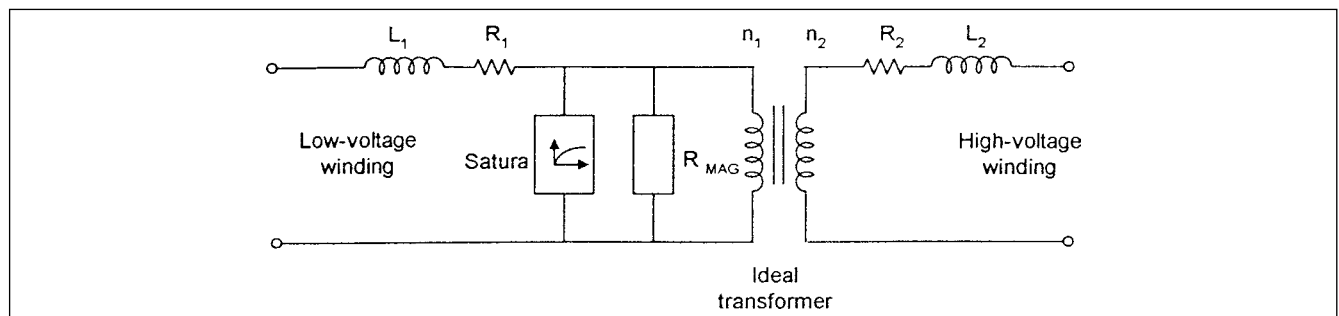 L₁ R₁ n₁ n₂ R₂ L₂
Low-voltage
winding
Satura
R MAG
High-voltage
winding
Ideal
transformer